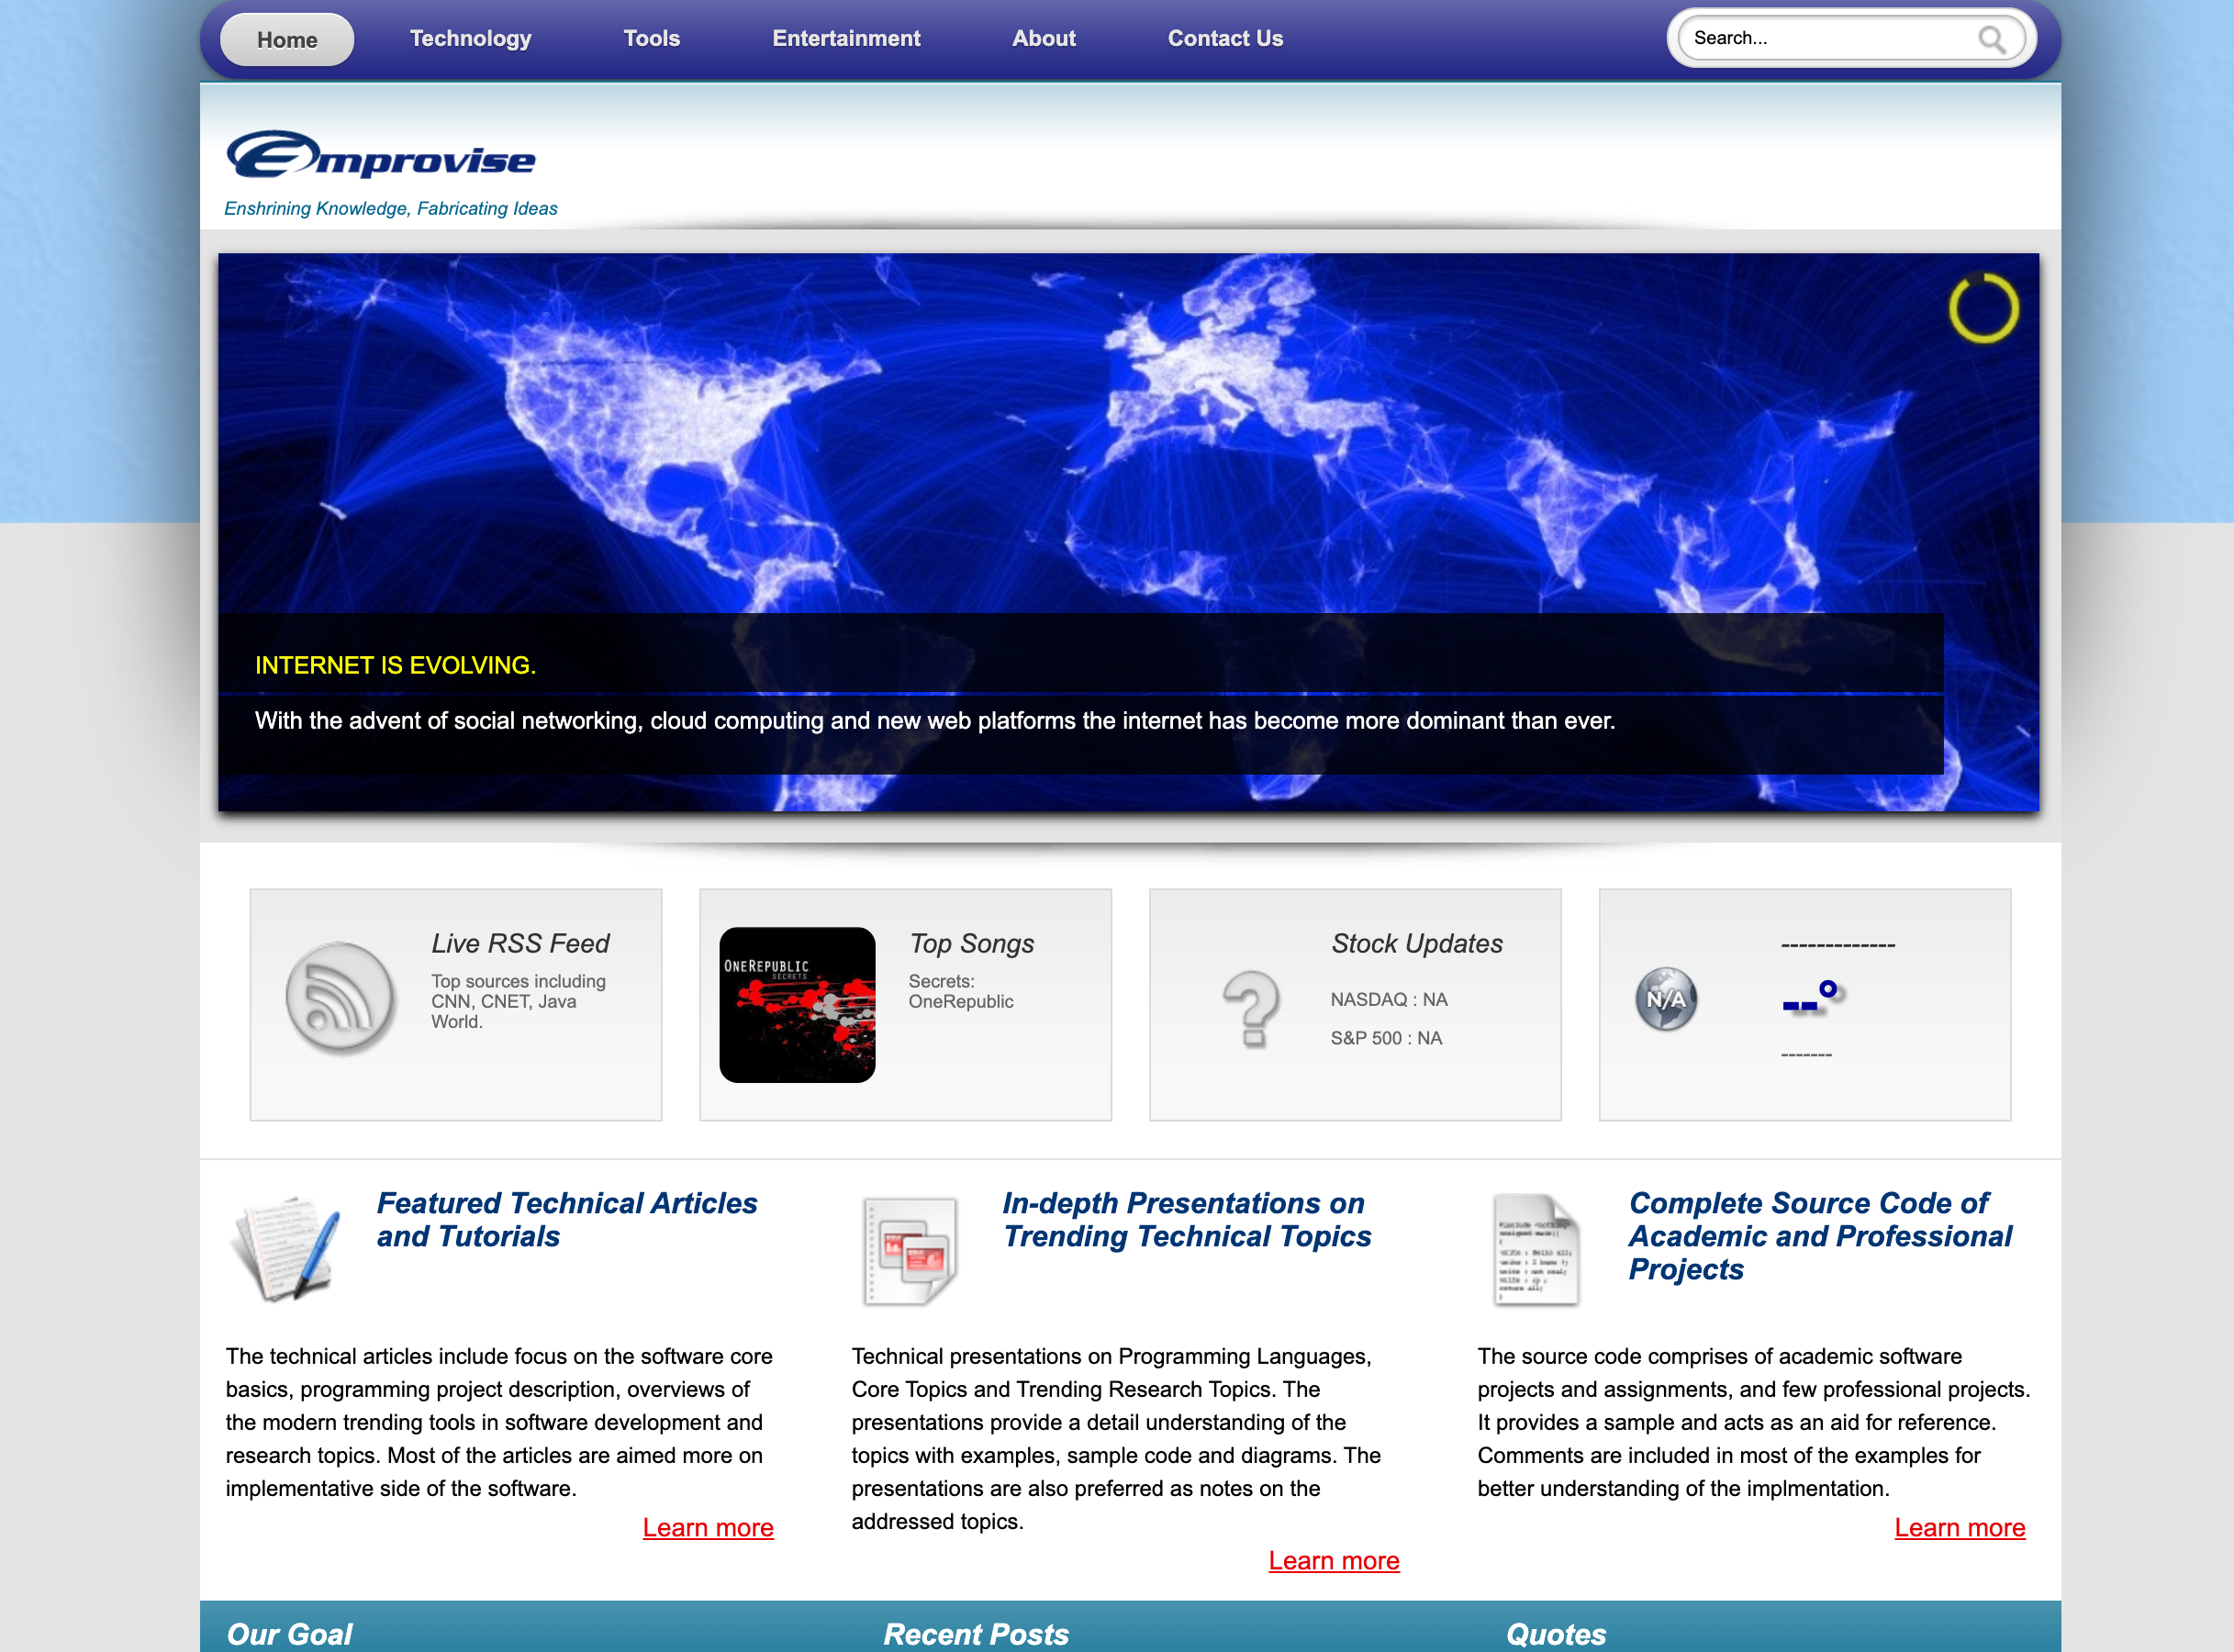 Home Technology Tools Entertainment About Contact Us Search...
Emprovise
Enshrining Knowledge, Fabricating Ideas
INTERNET IS EVOLVING.
With the advent of social networking, cloud computing and new web platforms the internet has become more dominant than ever.
Live RSS Feed
Top sources including
CNN, CNET, Java
World.
ONEREPUBLIC
SECRETS
Top Songs
Secrets:
OneRepublic
Stock Updates
NASDAQ : NA
S&P 500 : NA
N/A
-------------
--°
-------
Featured Technical Articles
and Tutorials
The technical articles include focus on the software core
basics, programming project description, overviews of
the modern trending tools in software development and
research topics. Most of the articles are aimed more on
implementative side of the software.
Learn more
In-depth Presentations on
Trending Technical Topics
Technical presentations on Programming Languages,
Core Topics and Trending Research Topics. The
presentations provide a detail understanding of the
topics with examples, sample code and diagrams. The
presentations are also preferred as notes on the
addressed topics.
Learn more
Complete Source Code of
Academic and Professional
Projects
The source code comprises of academic software
projects and assignments, and few professional projects.
It provides a sample and acts as an aid for reference.
Comments are included in most of the examples for
better understanding of the implmentation.
Learn more
Our Goal
Recent Posts
Quotes